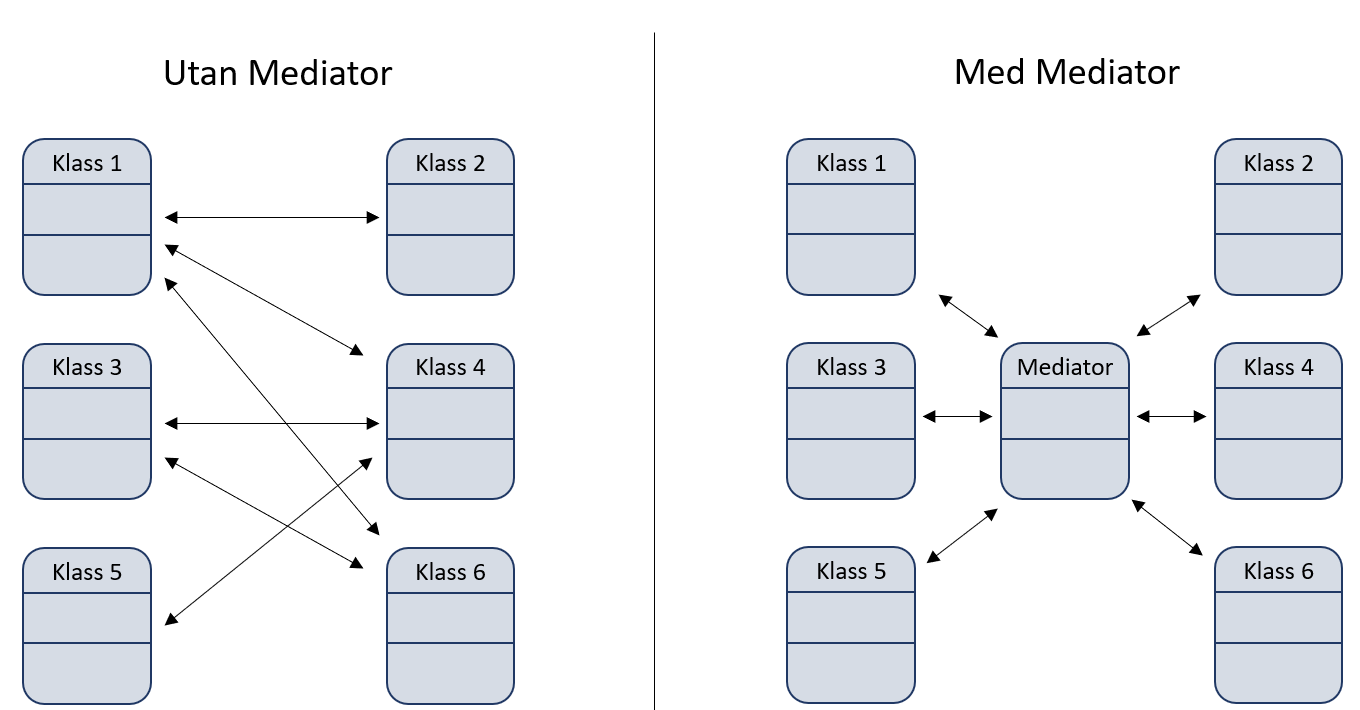 Utan Mediator
Klass 1
Klass 2
Klass 3
Klass 4
Klass 5
Klass 6
Med Mediator
Klass 1
Klass 2
Klass 3
Mediator
Klass 4
Klass 5
Klass 6